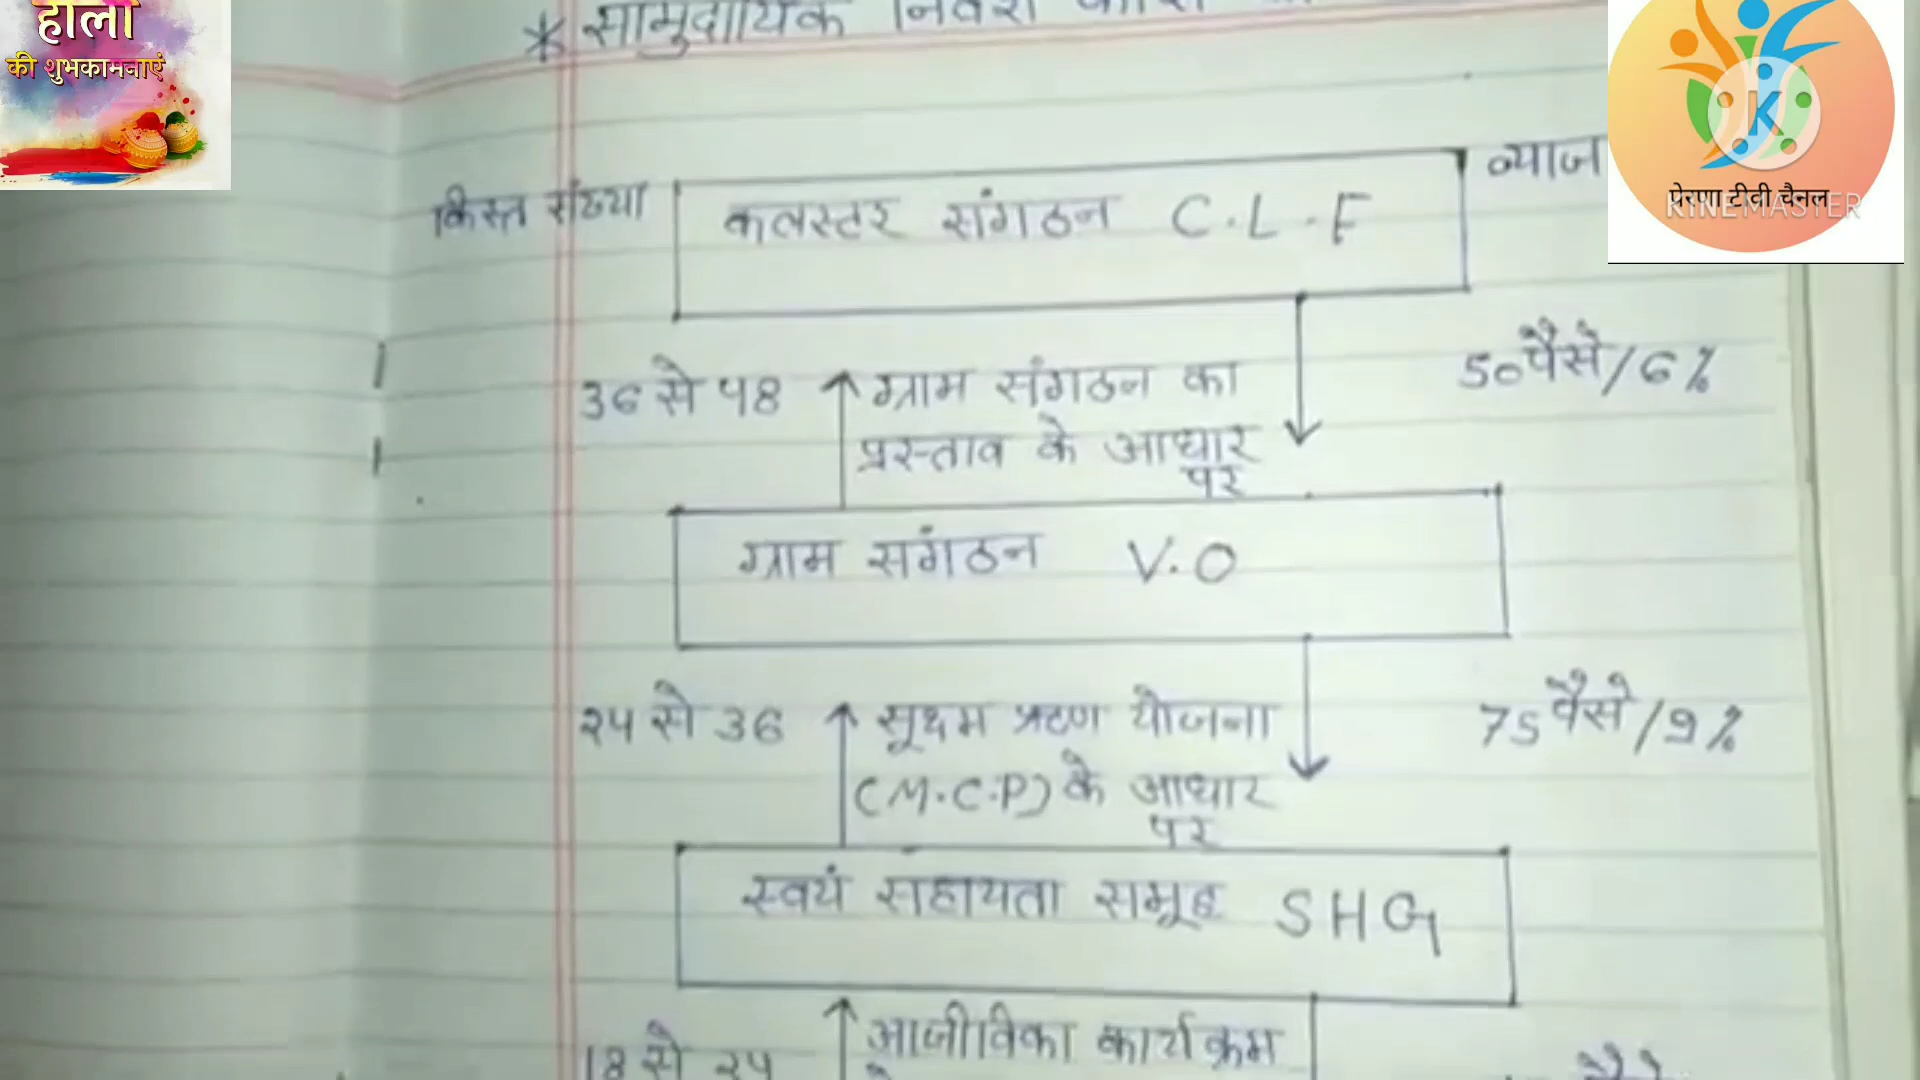 होली
की शुभकामनाएं
* सामुदायिक
प्रेरणा टीवी चैनल
KINEMASTER
किस्त संख्या
कलस्टर संगठन C.L.F
ब्याज
36 से 48
ग्राम संगठन का
प्रस्ताव के आधार
पर
50 पैसे/6%
ग्राम संगठन V.O
24 से 36
सूक्ष्म ऋण योजना
(M.C.P) के आधार
पर
75 पैसे/9%
स्वयं सहायता समूह SHG
18 से 24
आजीविका कार्यक्रम